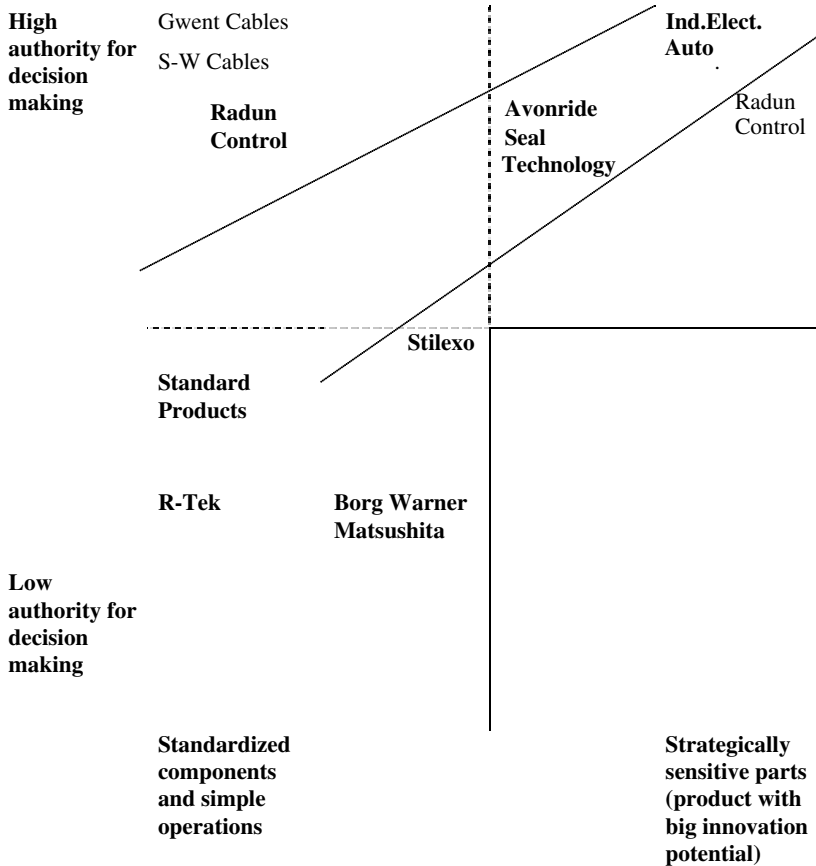 High
authority for
decision
making
Gwent Cables
S-W Cables
Radun
Control
Ind.Elect.
Auto
.
Avonride
Seal
Technology
Radun
Control
Stilexo
Standard
Products
R-Tek
Borg Warner
Matsushita
Low
authority for
decision
making
Standardized
components
and simple
operations
Strategically
sensitive parts
(product with
big innovation
potential)